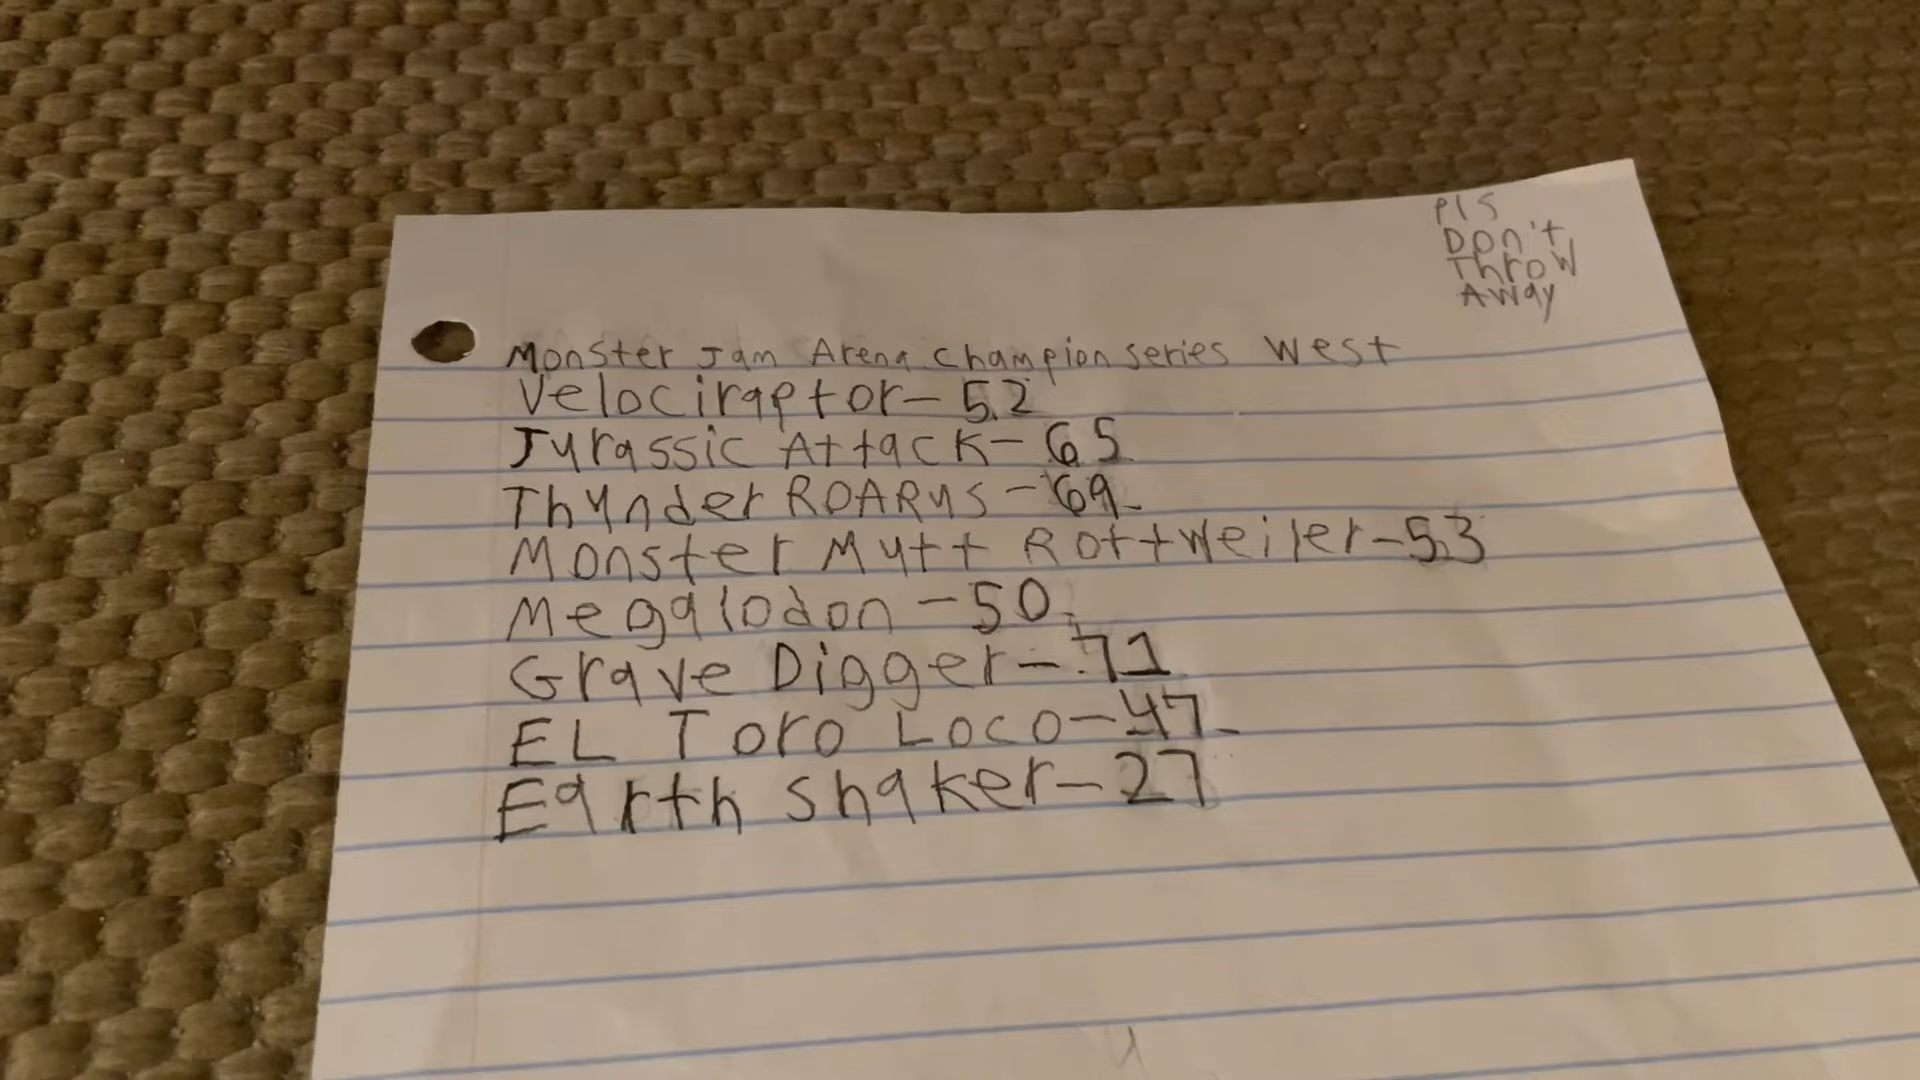 Pls
Don't
Throw
Away
Monster Jam Arena Champion series West
Velociraptor-52
Jurassic Attack-65
Thunder ROARus-69
Monster Mutt Rottweiler-53
Megalodon-50
Grave Digger-71
EL Toro Loco-47
Earth shaker-27